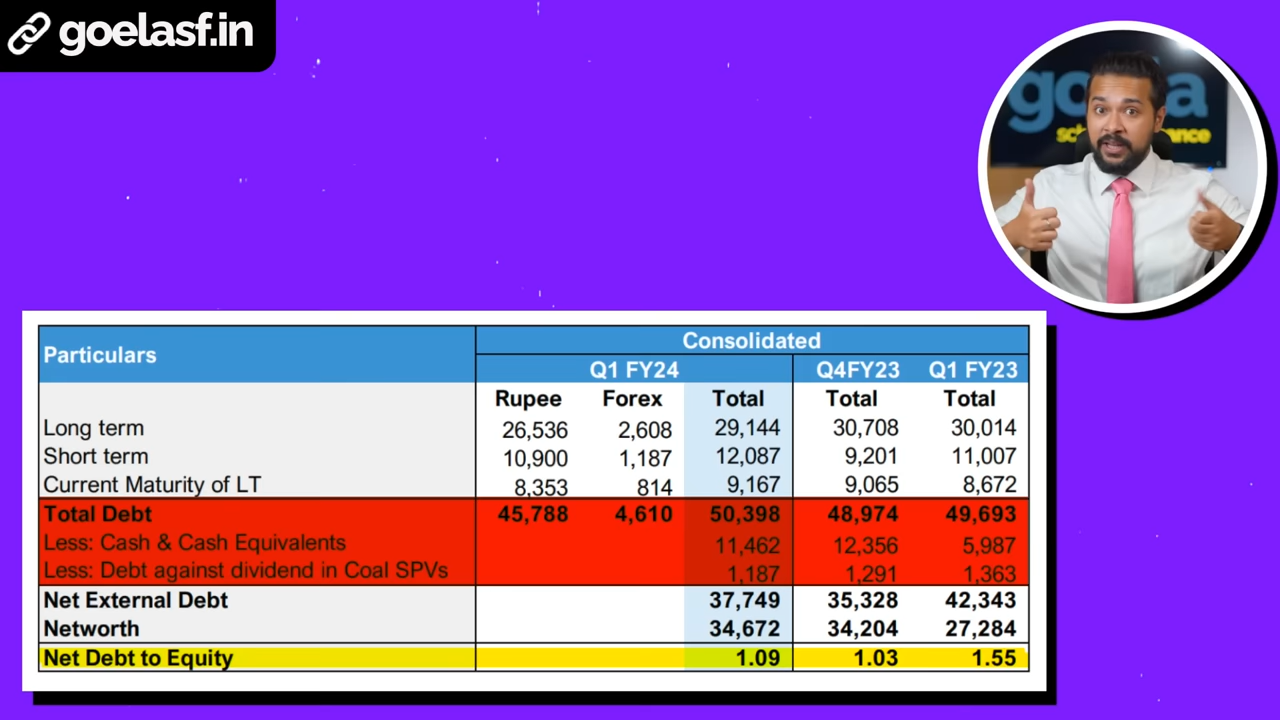 goelasf.in
Particulars Consolidated
Q1 FY24 Q4FY23 Q1 FY23
Rupee Forex Total Total Total
Long term 26,536 2,608 29,144 30,708 30,014
Short term 10,900 1,187 12,087 9,201 11,007
Current Maturity of LT 8,353 814 9,167 9,065 8,672
Total Debt 45,788 4,610 50,398 48,974 49,693
Less: Cash & Cash Equivalents 11,462 12,356 5,987
Less: Debt against dividend in Coal SPVs 1,187 1,291 1,363
Net External Debt 37,749 35,328 42,343
Networth 34,672 34,204 27,284
Net Debt to Equity 1.09 1.03 1.55